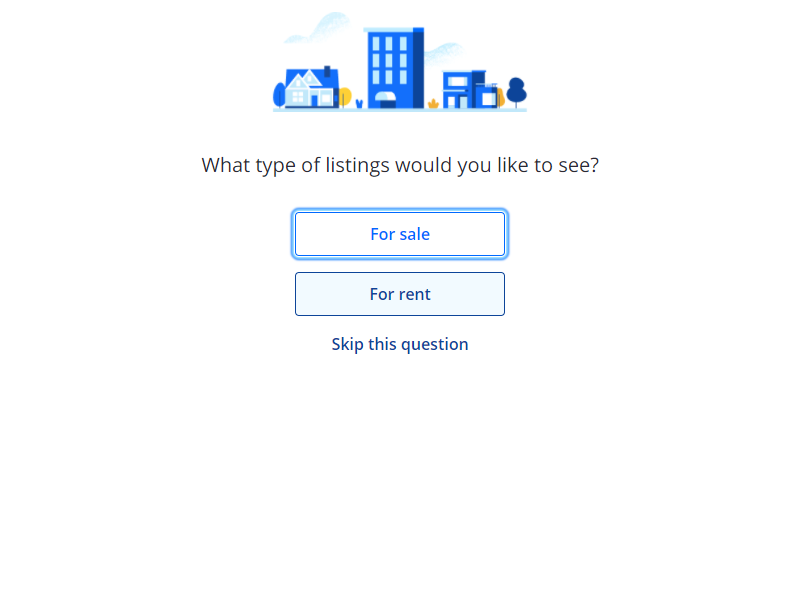 What type of listings would you like to see?
For sale
For rent
Skip this question